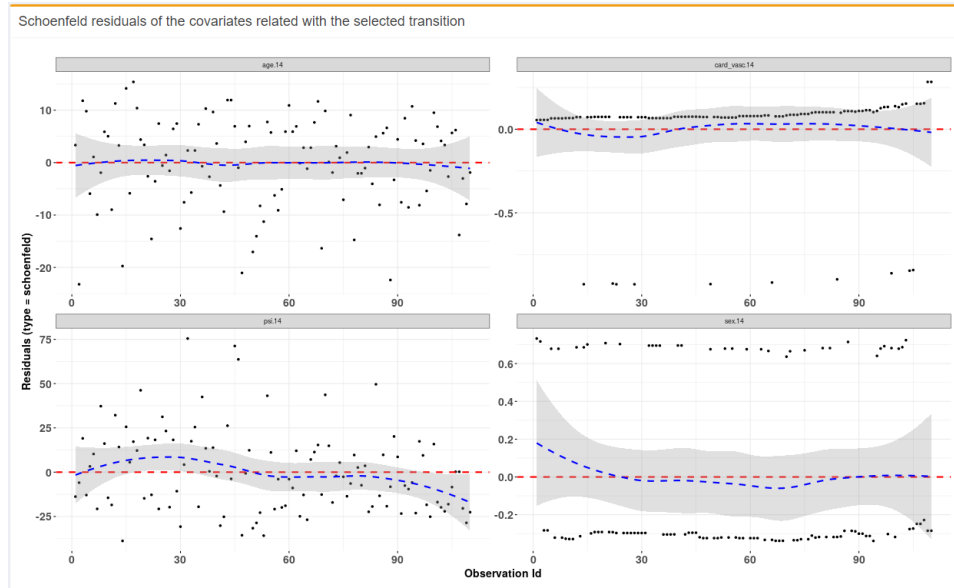 Schoenfeld residuals of the covariates related with the selected transition
age.14
card_vasc.14
10
0
-10
-20
0.0
-0.5
0 30 60 90
0 30 60 90
psi.14
sex.14
75
50
25
0
-25
0.6
0.4
0.2
0.0
-0.2
0 30 60 90
0 30 60 90
Residuals (type = schoenfeld)
Observation Id